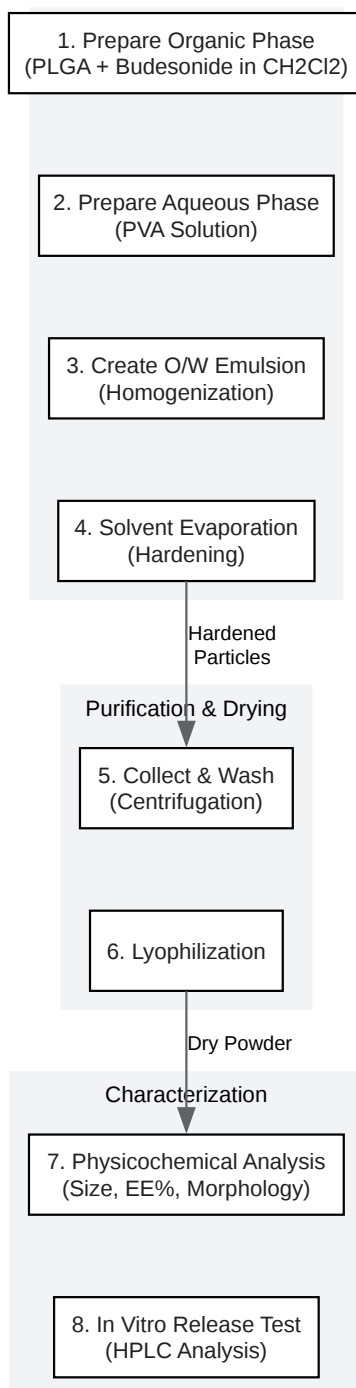 1. Prepare Organic Phase
(PLGA + Budesonide in CH2Cl2)
2. Prepare Aqueous Phase
(PVA Solution)
3. Create O/W Emulsion
(Homogenization)
4. Solvent Evaporation
(Hardening)
Hardened
Particles
Purification & Drying
5. Collect & Wash
(Centrifugation)
6. Lyophilization
Dry Powder
Characterization
7. Physicochemical Analysis
(Size, EE%, Morphology)
8. In Vitro Release Test
(HPLC Analysis)